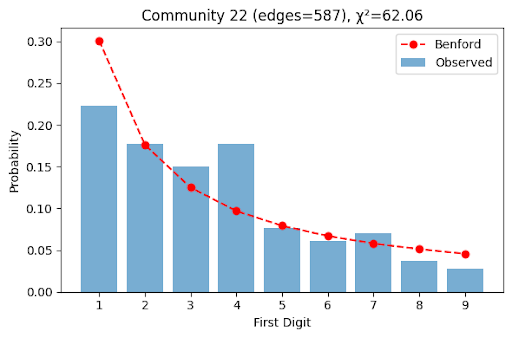 Community 22 (edges=587), χ²=62.06
Benford
Observed
Probability
0.30
0.25
0.20
0.15
0.10
0.05
0.00
1 2 3 4 5 6 7 8 9
First Digit